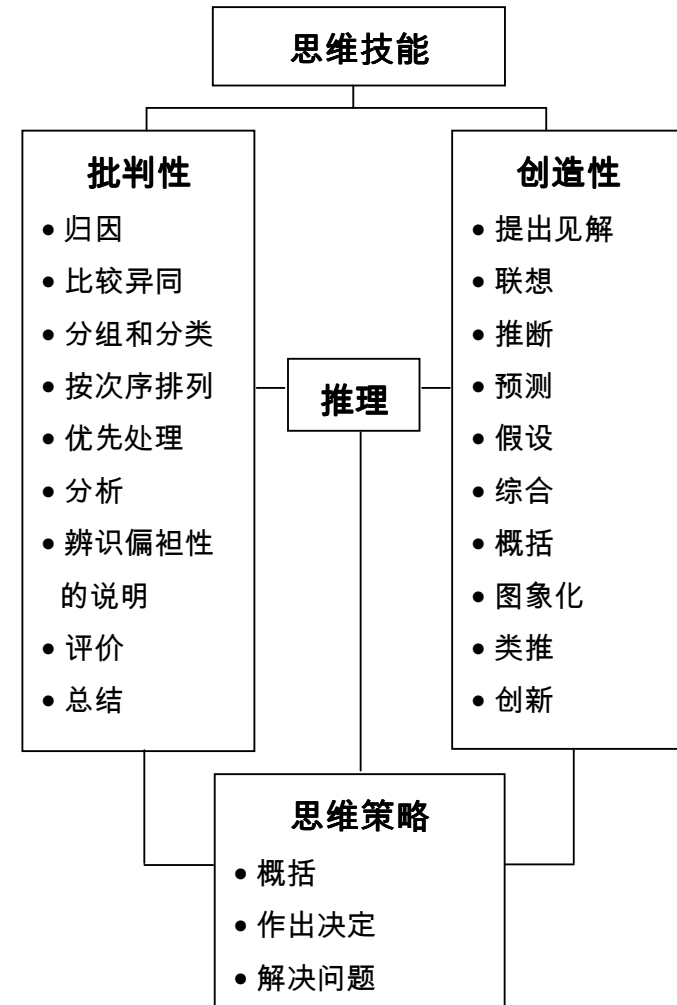 思维技能
批判性
• 归因
• 比较异同
• 分组和分类
• 按次序排列
• 优先处理
• 分析
• 辨识偏袒性
的说明
• 评价
• 总结
推理
创造性
• 提出见解
• 联想
• 推断
• 预测
• 假设
• 综合
• 概括
• 图象化
• 类推
• 创新
思维策略
• 概括
• 作出决定
• 解决问题